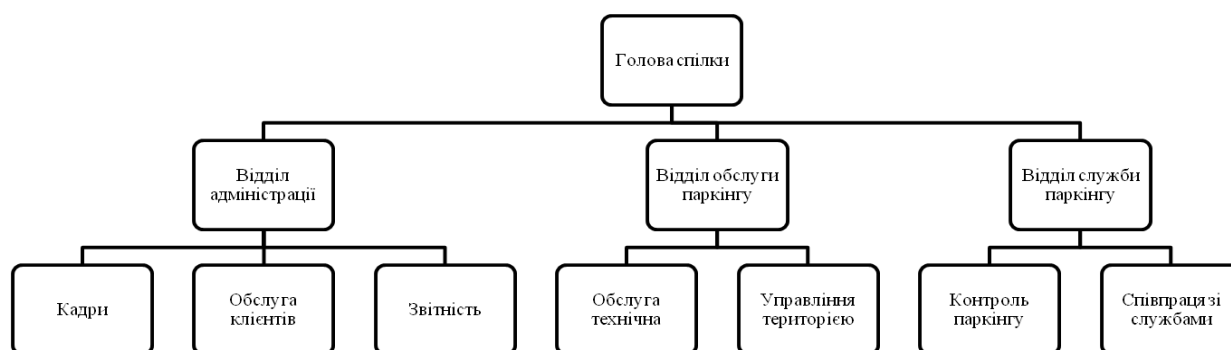 Голова спілки
Відділ
адміністрації
Відділ обслуги
паркінгу
Відділ служби
паркінгу
Кадри
Обслуга
клієнтів
Звітність
Обслуга
технічна
Управління
територією
Контроль
паркінгу
Співпраця зі
службами